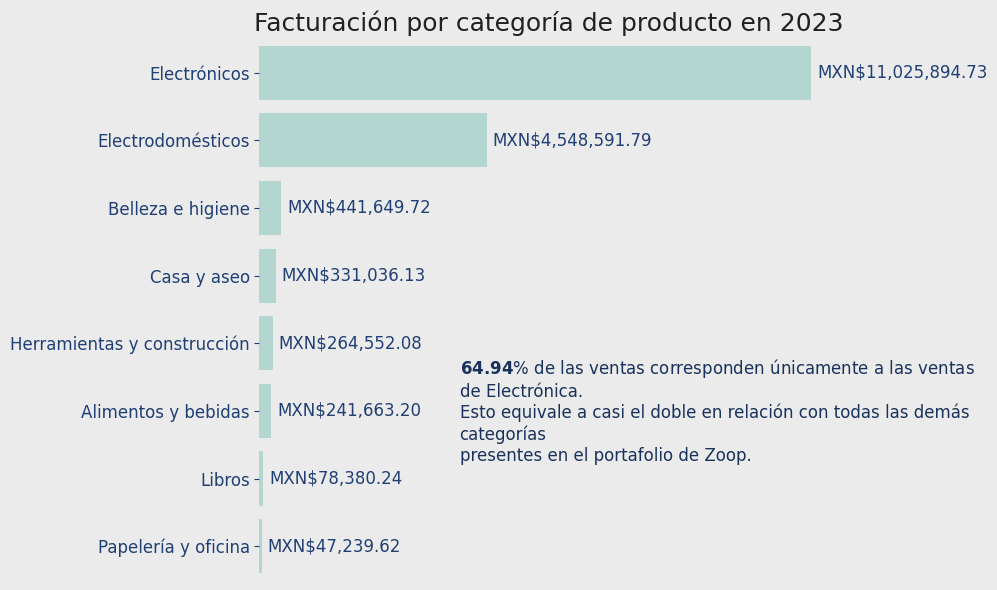 Facturación por categoría de producto en 2023
Electrónicos MXN$11,025,894.73
Electrodomésticos MXN$4,548,591.79
Belleza e higiene MXN$441,649.72
Casa y aseo MXN$331,036.13
Herramientas y construcción MXN$264,552.08
Alimentos y bebidas MXN$241,663.20
Libros MXN$78,380.24
Papelería y oficina MXN$47,239.62
64.94% de las ventas corresponden únicamente a las ventas
de Electrónica.
Esto equivale a casi el doble en relación con todas las demás
categorías
presentes en el portafolio de Zoop.